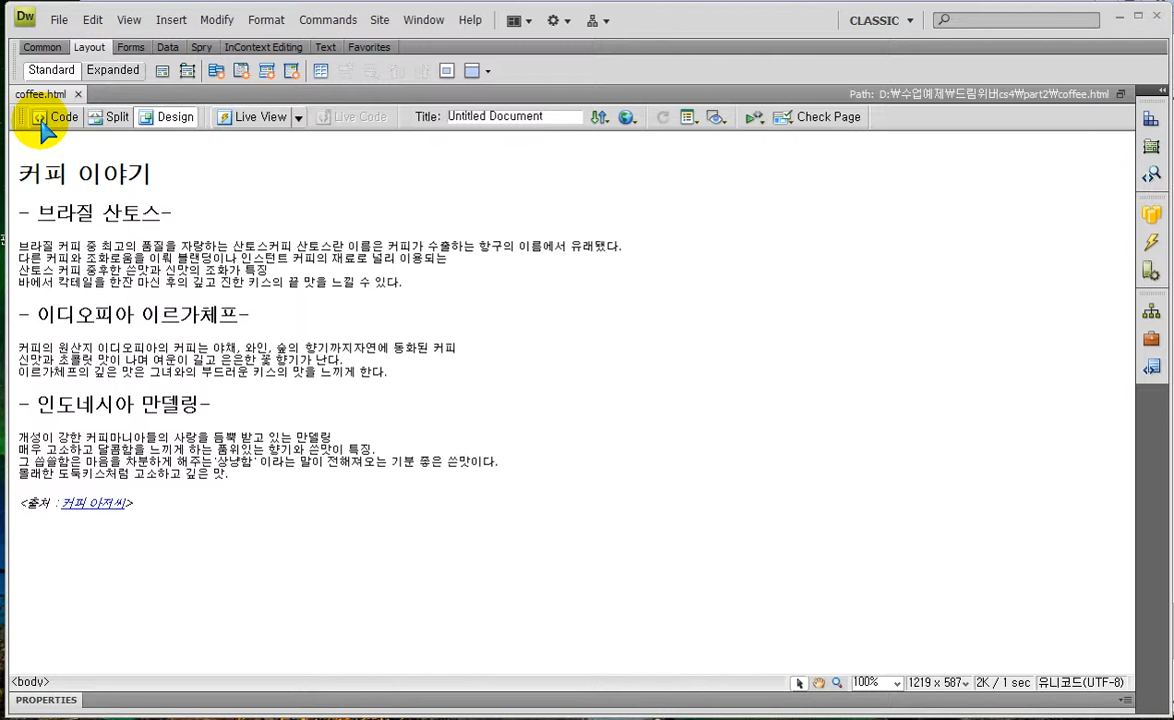 Dw File Edit View Insert Modify Format Commands Site Window Help CLASSIC
Common Layout Forms Data Spry InContext Editing Text Favorites
Standard Expanded
coffee.html Path: D:₩수업예제₩드림위버cs4₩part2₩coffee.html
Code Split Design Live View Live Code Title: Untitled Document Check Page
커피 이야기
- 브라질 산토스-
브라질 커피 중 최고의 품질을 자랑하는 산토스커피 산토스란 이름은 커피가 수출하는 항구의 이름에서 유래됐다.
다른 커피와 조화로움을 이뤄 블랜덩이나 인스턴트 커피의 재료로 널리 이용되는
산토스 커피 중후한 쓴맛과 신맛의 조화가 특징
바에서 칵테일을 한잔 마신 후의 깊고 진한 키스의 끝 맛을 느낄 수 있다.
- 이디오피아 이르가체프-
커피의 원산지 이디오피아의 커피는 야채, 와인, 숲의 향기까지자연에 동화된 커피
신맛과 초콜릿 맛이 나며 여운이 길고 은은한 꽃 향기가 난다.
이르가체프의 깊은 맛은 그녀와의 부드러운 키스의 맛을 느끼게 한다.
- 인도네시아 만델링-
개성이 강한 커피마니아들의 사랑을 듬뿍 받고 있는 만델링
매우 고소하고 달콤함을 느끼게 하는 품위있는 향기와 쓴맛이 특징.
그 씁쓸함은 마음을 차분하게 해주는'상냥함' 이라는 말이 전해져오는 기분 좋은 쓴맛이다.
몰래한 도둑키스처럼 고소하고 깊은 맛.
<출처 : 커피 아저씨>
<body> 100% 1219 x 587 2K / 1 sec 유니코드(UTF-8)
PROPERTIES